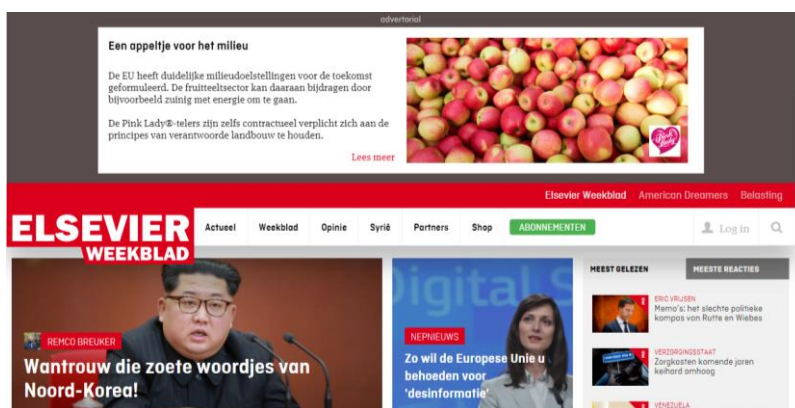 advertorial
Een appeltje voor het milieu
De EU heeft duidelijke milieudoelstellingen voor de toekomst
geformuleerd. De fruitteeltsector kan daaraan bijdragen door
bijvoorbeeld zuinig met energie om te gaan.
De Pink Lady®-telers zijn zelfs contractueel verplicht zich aan de
principes van verantwoorde landbouw te houden.
Lees meer
Pink Lady
Elsevier Weekblad American Dreamers Belasting
ELSEVIER
WEEKBLAD
Actueel Weekblad Opinie Syrië Partners Shop ABONNEMENTEN Log in
MEEST GELEZEN MEESTE REACTIES
Digital S
REMCO BREUKER
Wantrouw die zoete woordjes van
Noord-Korea!
NEPNIEUWS
Zo wil de Europese Unie u
behoeden voor
'desinformatie'
ERIC VRIJSEN
Memo's: het slechte politieke
kompas van Rutte en Wiebes
VERZORGINGSSTAAT
Zorgkosten komende jaren
keihard omhoog
VENEZUELA